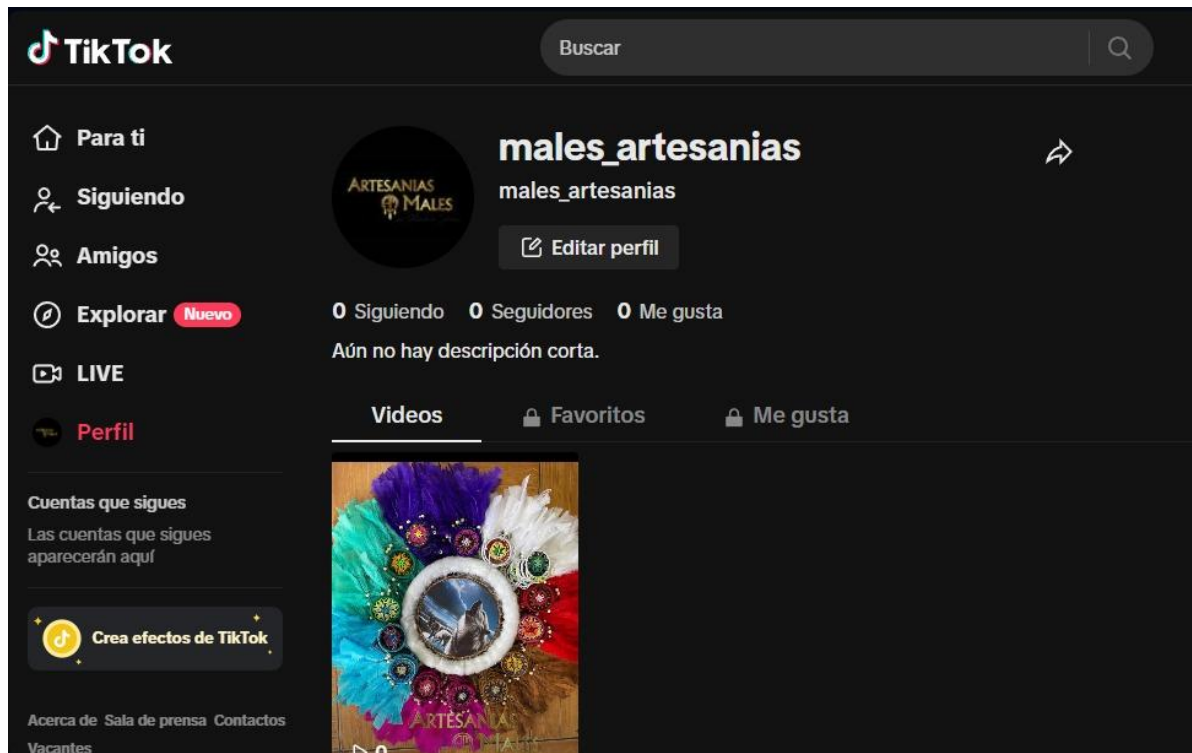 TikTok
Buscar
Para ti
Siguiendo
Amigos
Explorar Nuevo
LIVE
Perfil
Cuentas que sigues
Las cuentas que sigues
aparecerán aquí
Crea efectos de TikTok
Acerca de Sala de prensa Contactos
Vacantes
ARTESANIAS
MALES
males_artesanias
males_artesanias
Editar perfil
0 Siguiendo 0 Seguidores 0 Me gusta
Aún no hay descripción corta.
Videos Favoritos Me gusta
ARTESANIAS
MALES
0